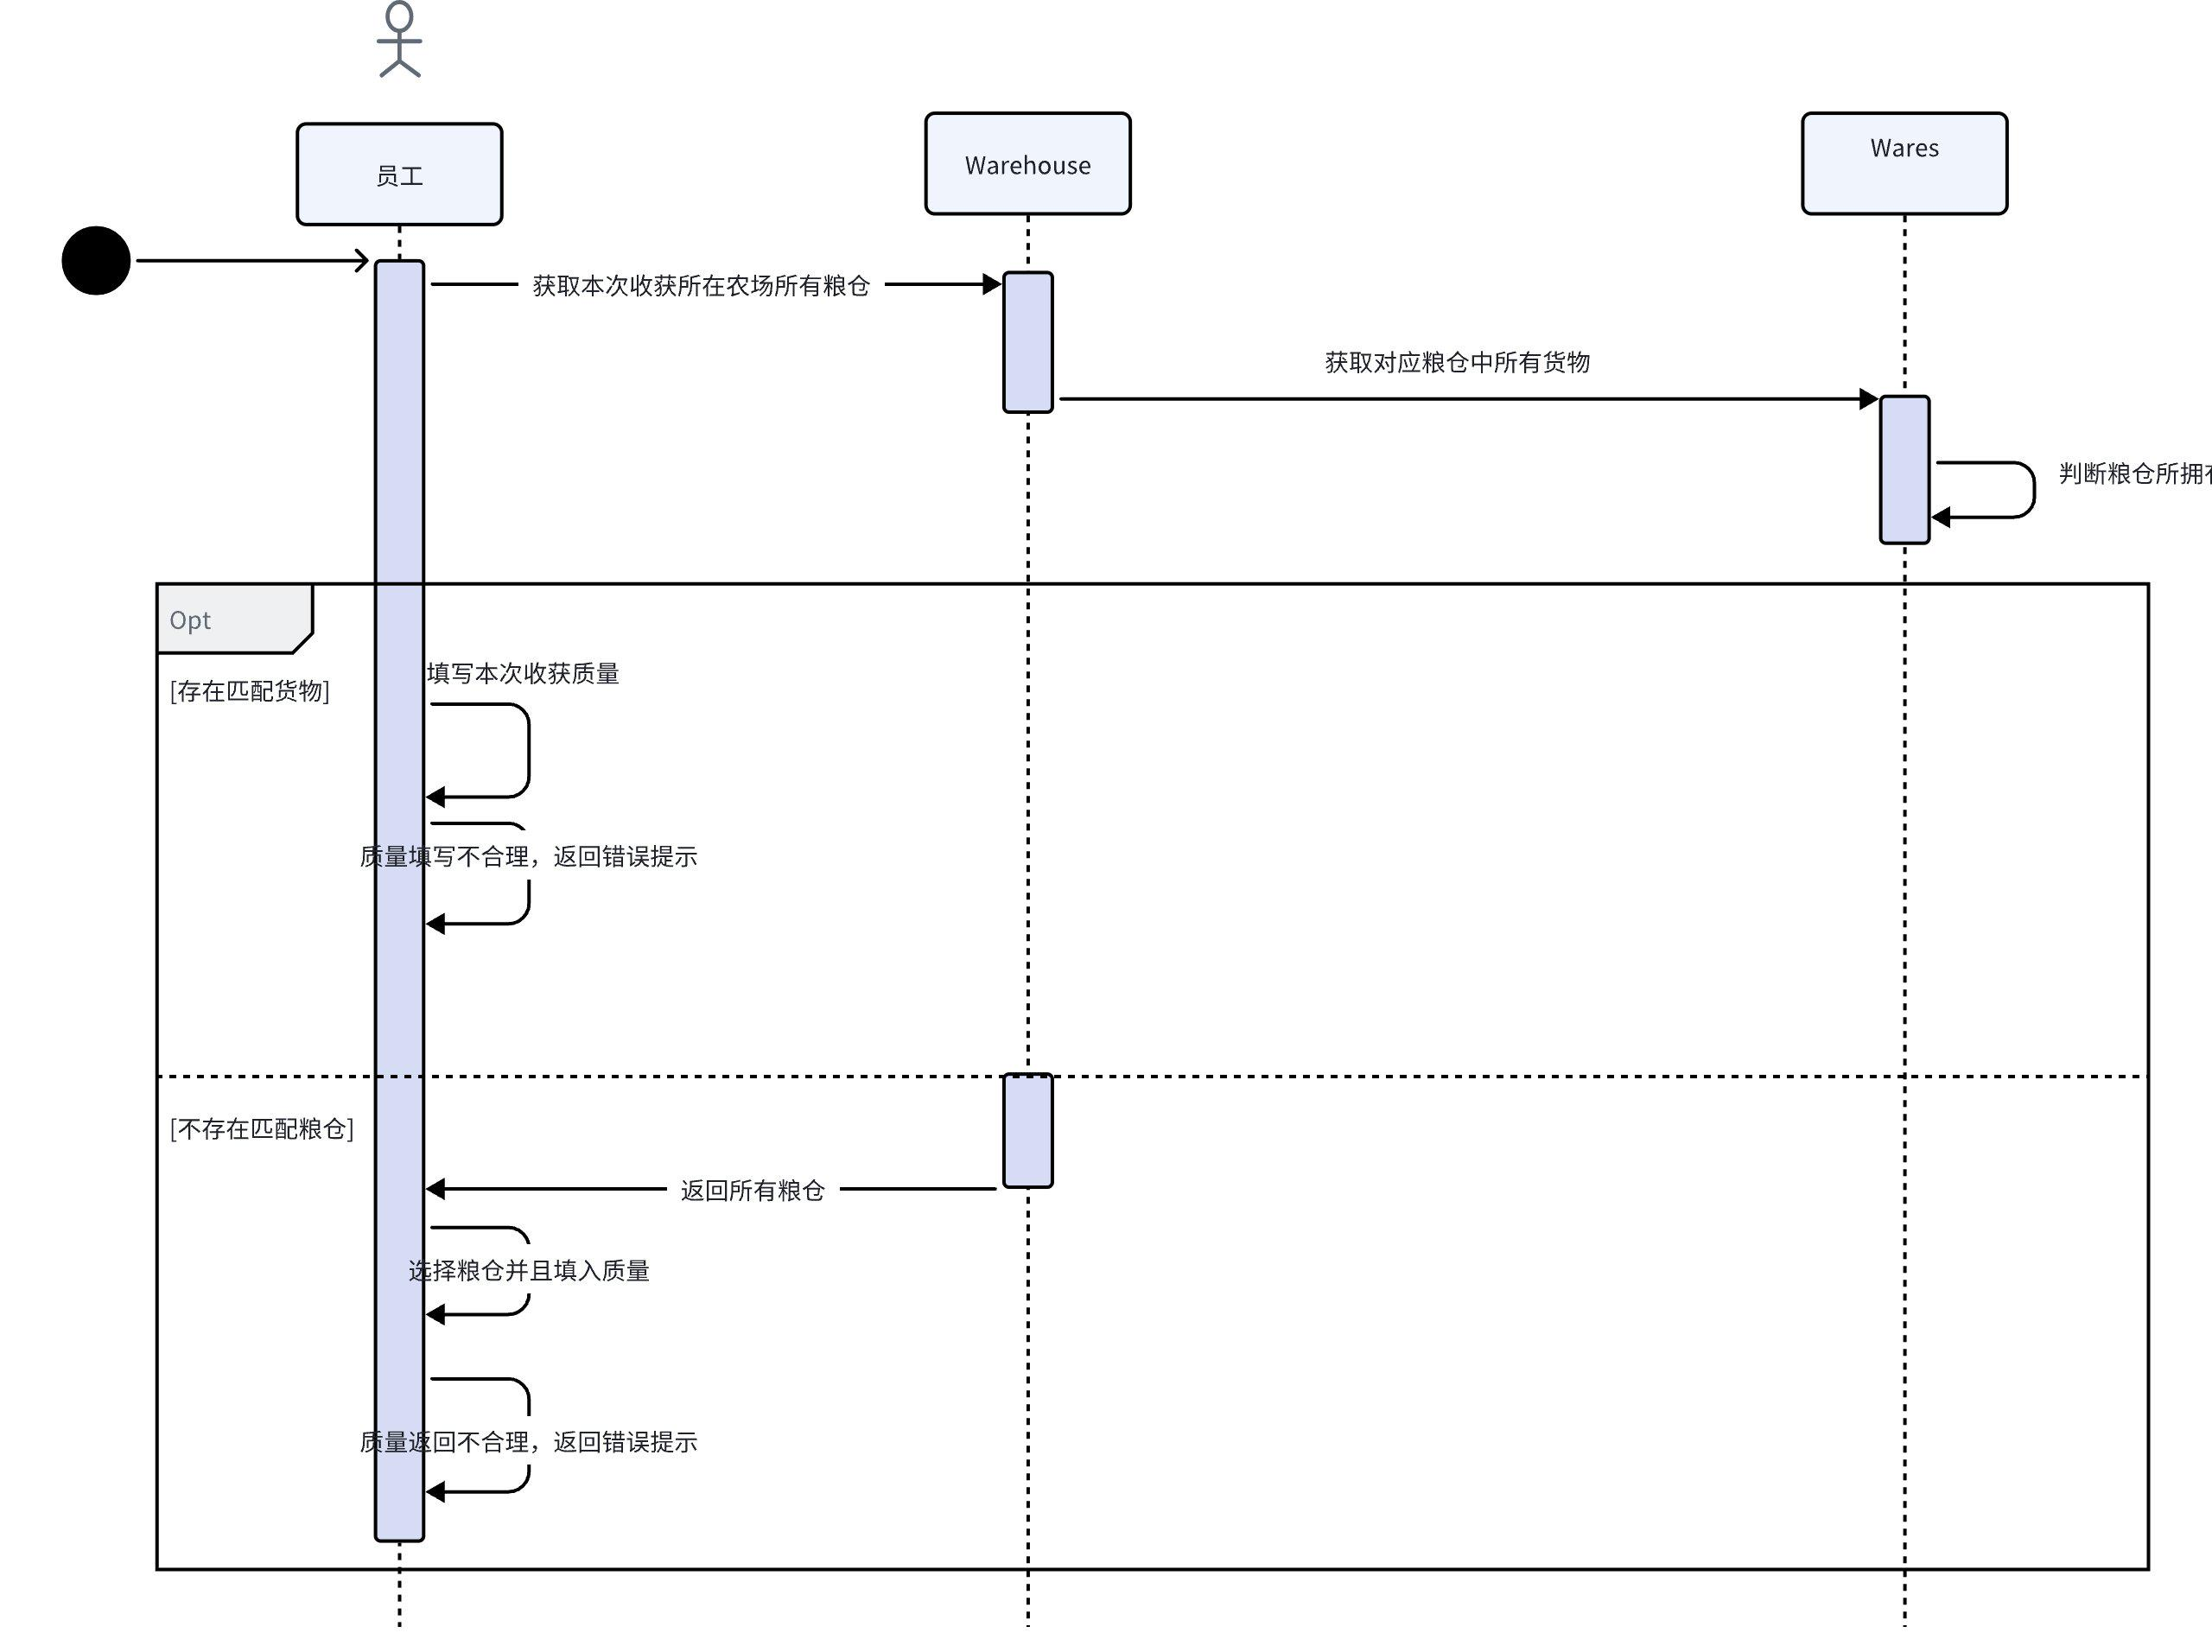 员工
Warehouse
Wares
获取本次收获所在农场所有粮仓
获取对应粮仓中所有货物
判断粮仓所拥
Opt
[存在匹配货物]
填写本次收获质量
质量填写不合理，返回错误提示
[不存在匹配粮仓]
返回所有粮仓
选择粮仓并且填入质量
质量返回不合理，返回错误提示